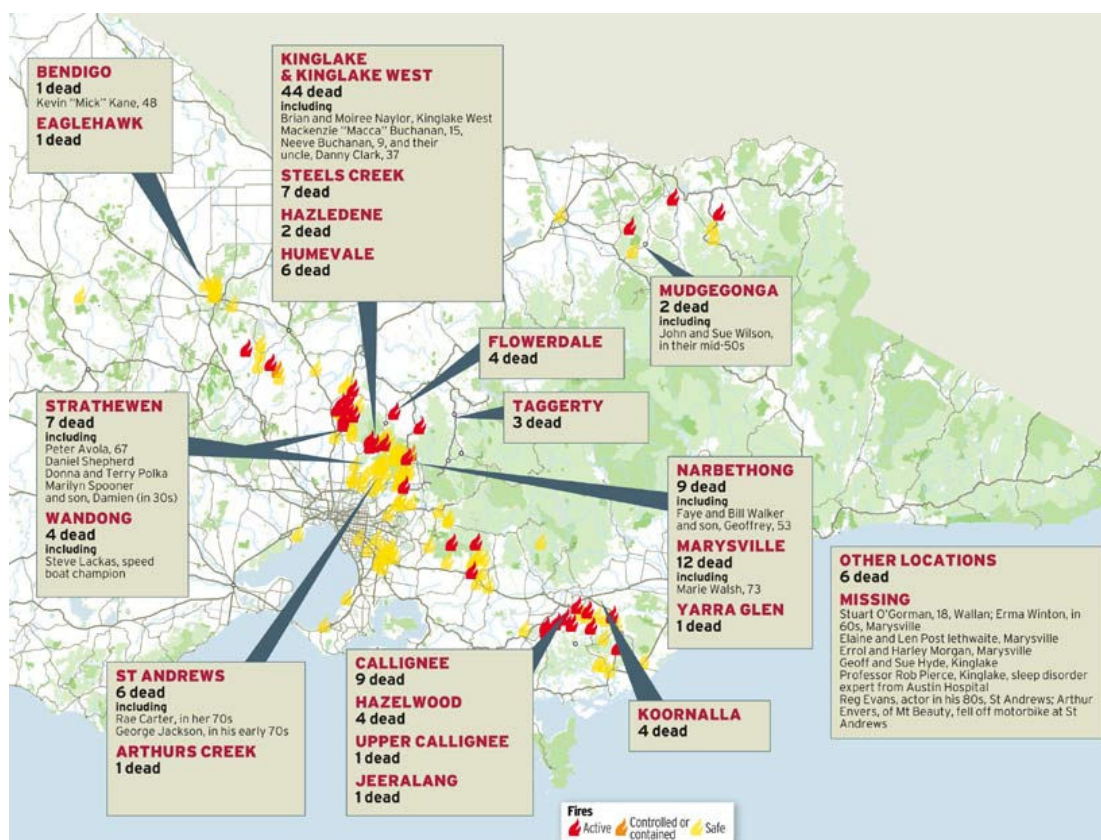 BENDIGO
1 dead
Kevin "Mick" Kane, 48
EAGLEHAWK
1 dead
KINGLAKE
& KINGLAKE WEST
44 dead
including
Brian and Moiree Naylor, Kinglake West
Mackenzie "Macca" Buchanan, 15,
Neeve Buchanan, 9, and their
uncle, Danny Clark, 37
STEELS CREEK
7 dead
HAZLEDENE
2 dead
HUMEVALE
6 dead
MUDGEGONGA
2 dead
including
John and Sue Wilson,
in their mid-50s
FLOWERDALE
4 dead
TAGGERTY
3 dead
STRATHEWEN
7 dead
including
Peter Avola, 67
Daniel Shepherd
Donna and Terry Polka
Marilyn Spooner
and son, Damien (in 30s)
WANDONG
4 dead
including
Steve Lackas, speed
boat champion
NARBETHONG
9 dead
including
Faye and Bill Walker
and son, Geoffrey, 53
MARYSVILLE
12 dead
including
Marie Walsh, 73
YARRA GLEN
1 dead
OTHER LOCATIONS
6 dead
MISSING
Stuart O'Gorman, 18, Wallan; Erma Winton, in
60s, Marysville
Elaine and Len Post lethwaite, Marysville
Errol and Harley Morgan, Marysville
Geoff and Sue Hyde, Kinglake
Professor Rob Pierce, Kinglake, sleep disorder
expert from Austin Hospital
Reg Evans, actor in his 80s, St Andrews; Arthur
Envers, of Mt Beauty, fell off motorbike at St
Andrews
ST ANDREWS
6 dead
including
Rae Carter, in her 70s
George Jackson, in his early 70s
ARTHURS CREEK
1 dead
CALLIGNEE
9 dead
HAZELWOOD
4 dead
UPPER CALLIGNEE
1 dead
JEERALANG
1 dead
KOORNALLA
4 dead
Fires
Active
Controlled or
contained
Safe